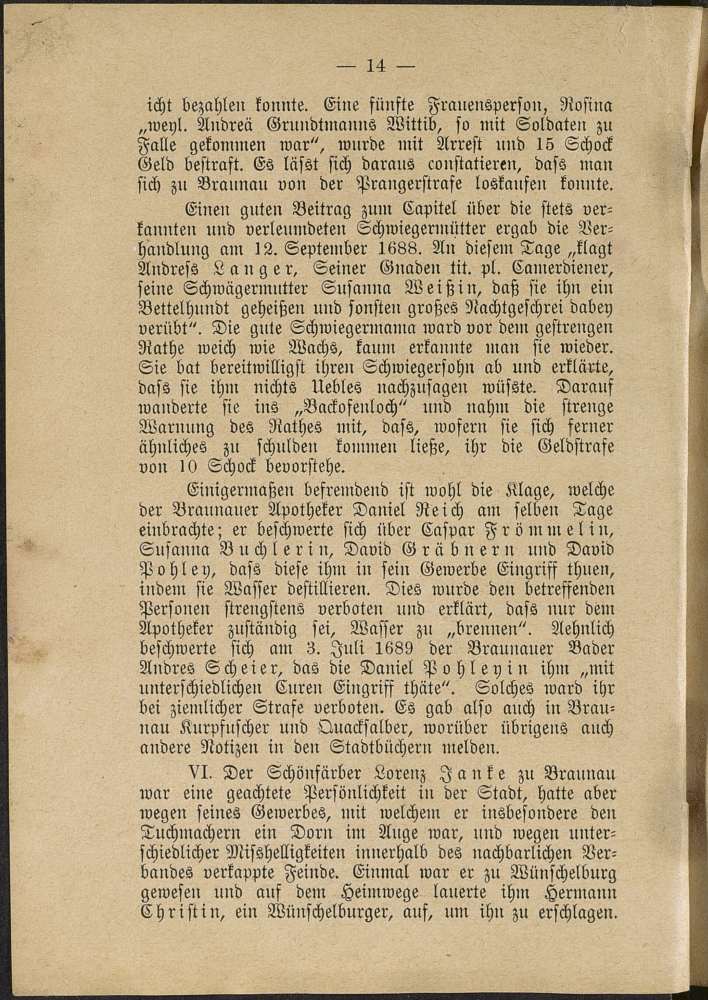 — 14 —
icht bezahlen konnte. Eine fünfte Frauensperson, Rosina
„weyl. Andreä Grundtmanns Wittib, so mit Soldaten zu
Falle gekommen war“, wurde mit Arrest und 15 Schock
Geld bestraft. Es lässt sich daraus constatieren, dass man
sich zu Braunau von der Prangerstrafe loskaufen konnte.
Einen guten Beitrag zum Capitel über die stets ver-
kannten und verleumdeten Schwiegermütter ergab die Ver-
handlung am 12. September 1688. An diesem Tage „klagt
Andress Langer, Seiner Gnaden tit. pl. Camerdiener,
seine Schwägermutter Susanna Weißin, daß sie ihn ein
Bettelhundt geheißen und sonsten großes Nachtgeschrei dabey
verübt“. Die gute Schwiegermama ward vor dem gestrengen
Rathe weich wie Wachs, kaum erkannte man sie wieder.
Sie bat bereitwilligst ihren Schwiegersohn ab und erklärte,
dass sie ihm nichts Uebles nachzusagen wüsste. Darauf
wanderte sie ins „Backofenloch“ und nahm die strenge
Warnung des Rathes mit, dass, wofern sie sich ferner
ähnliches zu schulden kommen ließe, ihr die Geldstrafe
von 10 Schock bevorstehe.
Einigermaßen befremdend ist wohl die Klage, welche
der Braunauer Apotheker Daniel Reich am selben Tage
einbrachte; er beschwerte sich über Caspar Frömmelin,
Susanna Buchlerin, David Gräbnern und David
Pohley, dass diese ihm in sein Gewerbe Eingriff thuen,
indem sie Wasser destillieren. Dies wurde den betreffenden
Personen strengstens verboten und erklärt, dass nur dem
Apotheker zuständig sei, Wasser zu „brennen“. Aehnlich
beschwerte sich am 3. Juli 1689 der Braunauer Bader
Andres Scheier, das die Daniel Pohleyin ihm „mit
unterschiedlichen Curen Eingriff thäte“. Solches ward ihr
bei ziemlicher Strafe verboten. Es gab also auch in Brau-
nau Kurpfuscher und Quacksalber, worüber übrigens auch
andere Notizen in den Stadtbüchern melden.
VI. Der Schönfärber Lorenz Janke zu Braunau
war eine geachtete Persönlichkeit in der Stadt, hatte aber
wegen seines Gewerbes, mit welchem er insbesondere den
Tuchmachern ein Dorn im Auge war, und wegen unter-
schiedlicher Misshelligkeiten innerhalb des nachbarlichen Ver-
bandes verkappte Feinde. Einmal war er zu Wünschelburg
gewesen und auf dem Heimwege lauerte ihm Hermann
Christin, ein Wünschelburger, auf, um ihn zu erschlagen.